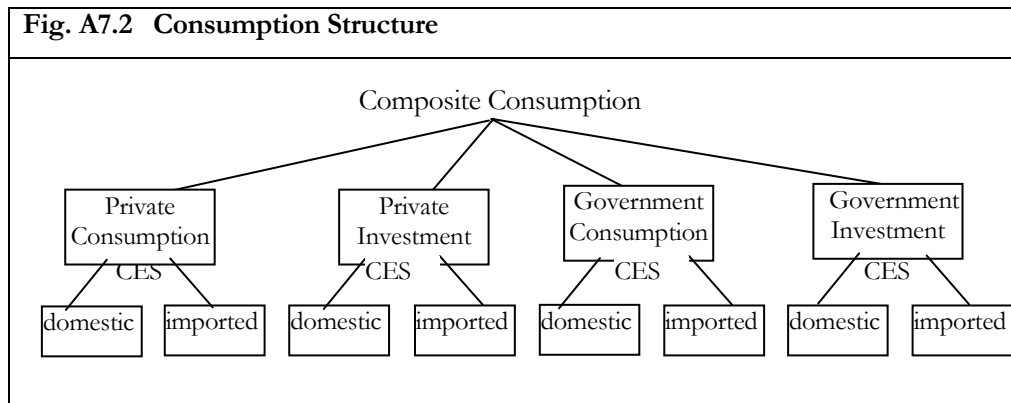 Fig. A7.2 Consumption Structure
Composite Consumption
Private
Consumption
CES
Private
Investment
CES
Government
Consumption
CES
Government
Investment
CES
domestic
imported
domestic
imported
domestic
imported
domestic
imported